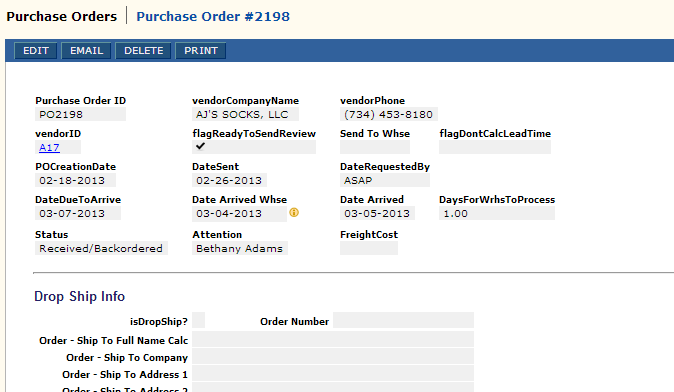 Purchase Orders Purchase Order #2198
EDIT EMAIL DELETE PRINT
Purchase Order ID vendorCompanyName vendorPhone
PO2198 AJ'S SOCKS, LLC (734) 453-8180
vendorID flagReadyToSendReview Send To Whse flagDontCalcLeadTime
A17 ✓
POCreationDate DateSent DateRequestedBy
02-18-2013 02-26-2013 ASAP
DateDueToArrive Date Arrived Whse Date Arrived DaysForWrhsToProcess
03-07-2013 03-04-2013 03-05-2013 1.00
Status Attention FreightCost
Received/Backordered Bethany Adams
Drop Ship Info
isDropShip? Order Number
Order - Ship To Full Name Calc
Order - Ship To Company
Order - Ship To Address 1
Order - Ship To Address 2